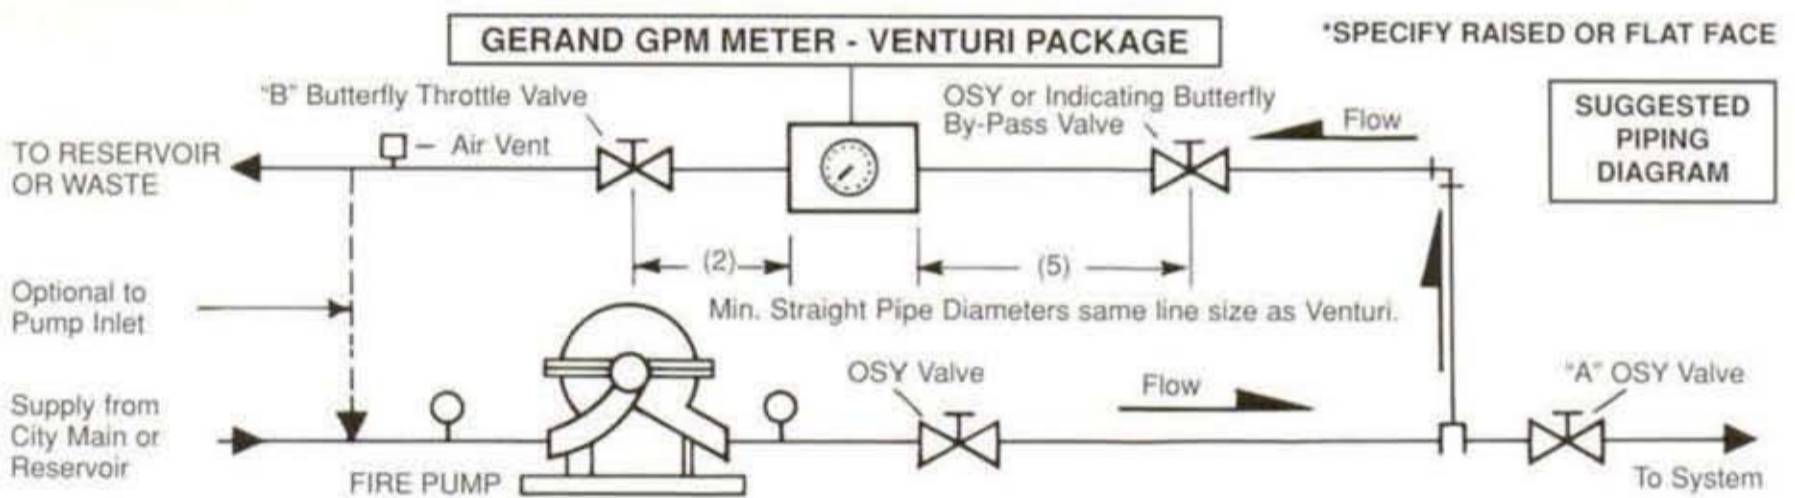 GERAND GPM METER - VENTURI PACKAGE
*SPECIFY RAISED OR FLAT FACE
SUGGESTED
PIPING
DIAGRAM
"B" Butterfly Throttle Valve
OSY or Indicating Butterfly
By-Pass Valve
Flow
Air Vent
TO RESERVOIR
OR WASTE
(2)
(5)
Min. Straight Pipe Diameters same line size as Venturi.
Optional to
Pump Inlet
OSY Valve
Flow
"A" OSY Valve
Supply from
City Main or
Reservoir
FIRE PUMP
To System